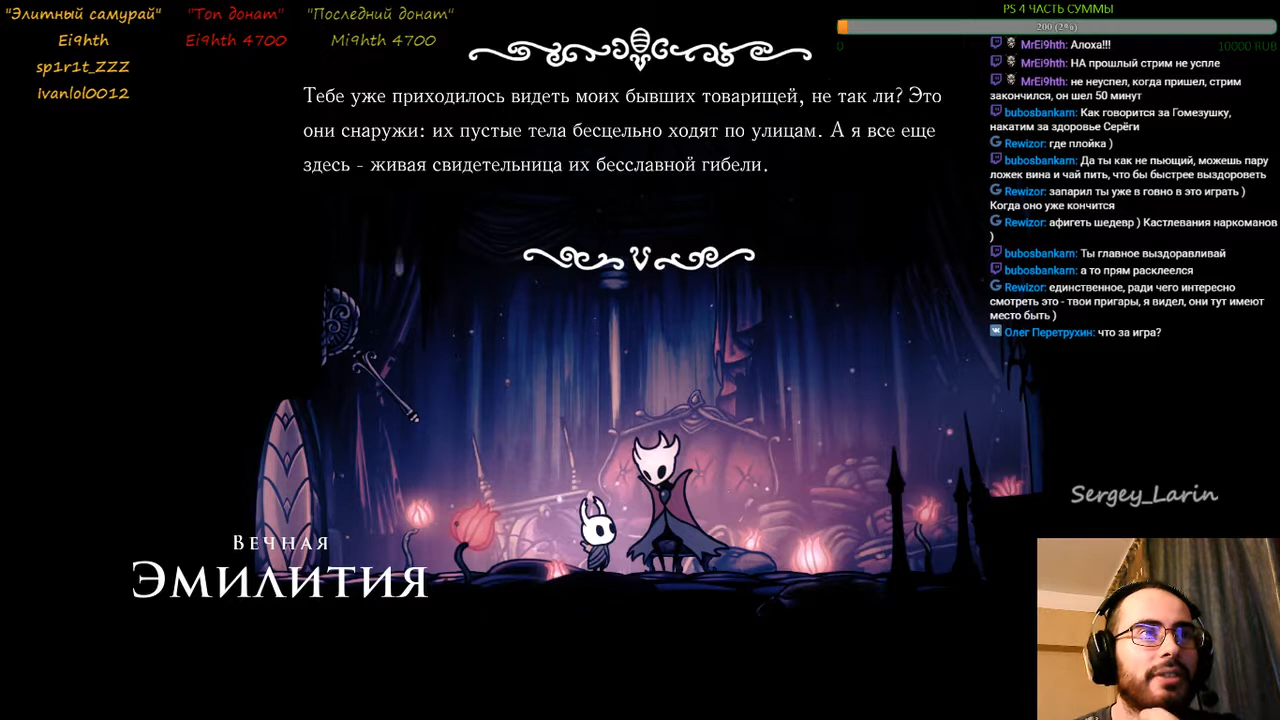 "Элитный самурай"
Ei9hth
sp1r1t_ZZZ
ivanlol0012
"Топ донат"
Ei9hth 4700
"Последний донат"
Mi9hth 4700
PS 4 ЧАСТЬ СУММЫ
200 (2%)
0
10000 RUB
Тебе уже приходилось видеть моих бывших товарищей, не так ли? Это
они снаружи: их пустые тела бесцельно ходят по улицам. А я все еще
здесь - живая свидетельница их бесславной гибели.
MrEi9hth: Алоха!!!
MrEi9hth: НА прошлый стрим не успле
MrEi9hth: не неуспел, когда пришел, стрим
закончился, он шел 50 минут
bubosbankarn: Как говорится за Гомезушку,
накатим за здоровье Серёги
Rewizor: где плойка )
bubosbankarn: Да ты как не пьющий, можешь пару
ложек вина и чай пить, что бы быстрее выздороветь
Rewizor: запарил ты уже в говно в это играть )
Когда оно уже кончится
Rewizor: афигеть шедевр ) Кастлевания наркоманов
)
bubosbankarn: Ты главное выздоравливай
bubosbankarn: а то прям расклеелся
Rewizor: единственное, ради чего интересно
смотреть это - твои пригары, я видел, они тут имеют
место быть )
Олег Перетрухин: что за игра?
Sergey_Larin
Вечная
Эмилития